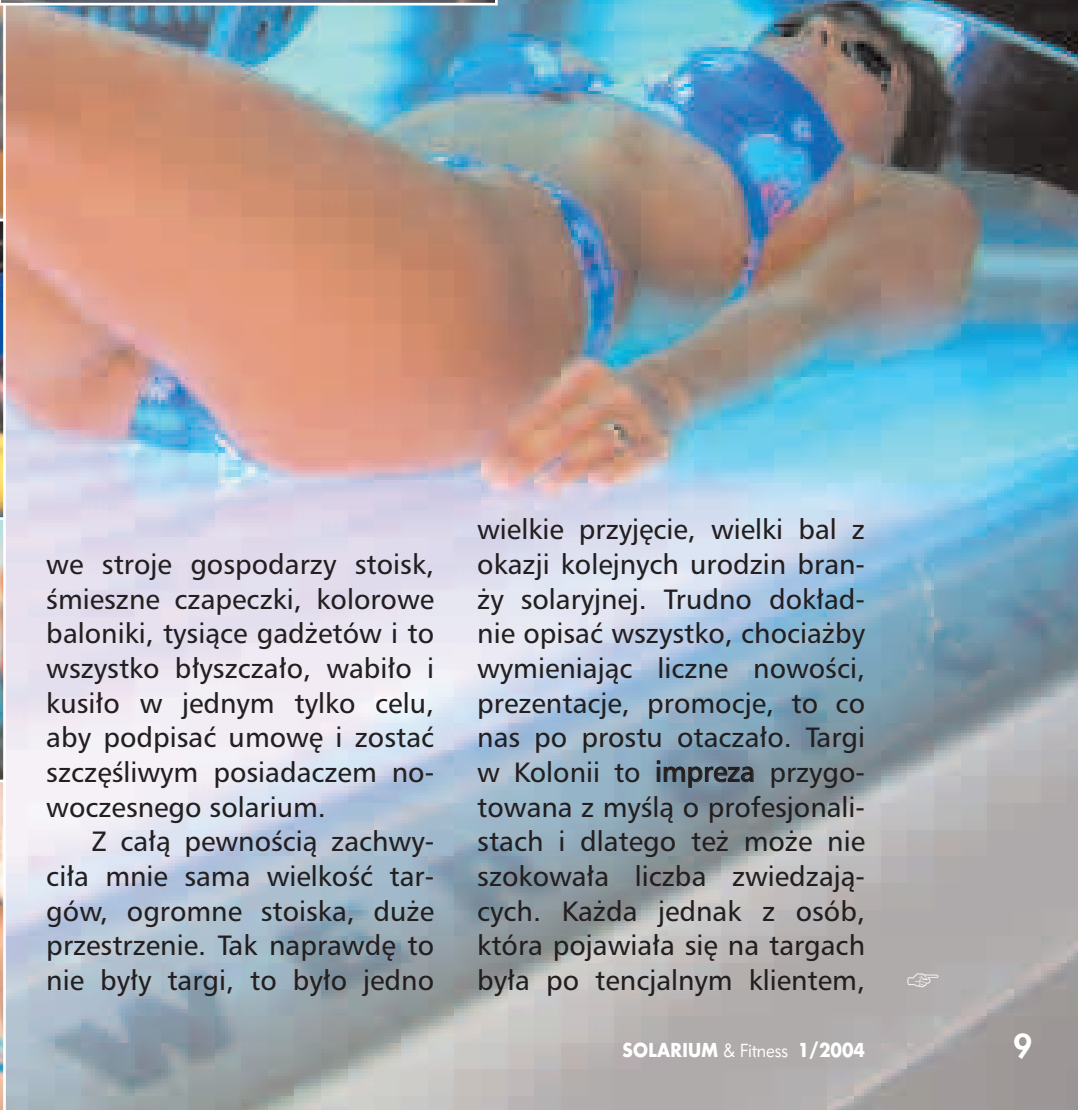 we stroje gospodarzy stoisk,
śmieszne czapeczki, kolorowe
baloniki, tysiące gadżetów i to
wszystko błyszczało, wabiło i
kusiło w jednym tylko celu,
aby podpisać umowę i zostać
szczęśliwym posiadaczem no-
woczesnego solarium.
Z całą pewnością zachwy-
ciła mnie sama wielkość tar-
gów, ogromne stoiska, duże
przestrzenie. Tak naprawdę to
nie były targi, to było jedno
wielkie przyjęcie, wielki bal z
okazji kolejnych urodzin bran-
ży solaryjnej. Trudno dokład-
nie opisać wszystko, chociażby
wymieniając liczne nowości,
prezentacje, promocje, to co
nas po prostu otaczało. Targi
w Kolonii to impreza przygo-
towana z myślą o profesjonali-
stach i dlatego też może nie
szokowała liczba zwiedzają-
cych. Każda jednak z osób,
która pojawiała się na targach
była po tencjalnym klientem,
☞
SOLARIUM & Fitness 1/2004
9